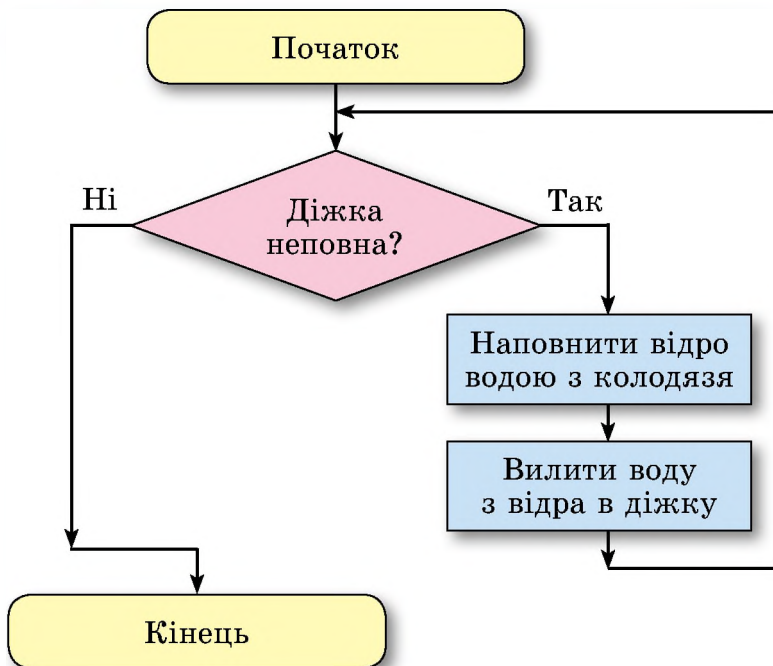 Початок
Ні
Так
Діжка
неповна?
Наповнити відро
водою з колодязя
Вилити воду
з відра в діжку
Кінець